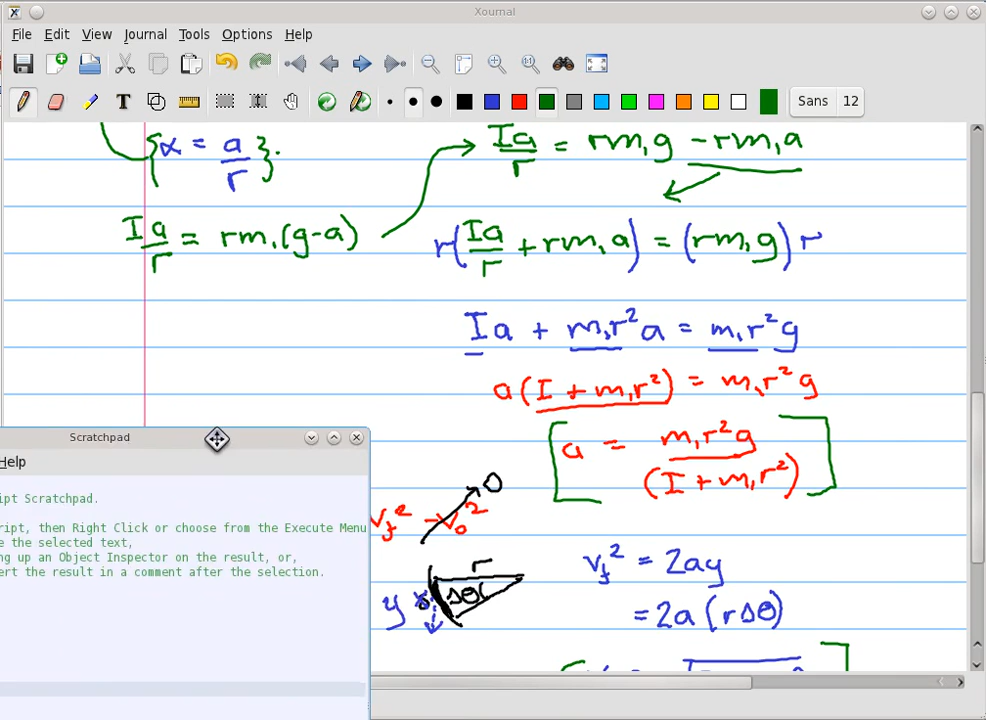 Xournal
File Edit View Journal Tools Options Help
Sans 12
{α = a/r}.
Ia/r = rm₁g - rm₁a
Ia/r = rm₁(g-a)
r(Ia/r + rm₁a) = (rm₁g) r
Ia + m₁r²a = m₁r²g
a(I + m₁r²) = m₁r²g
[a = m₁r²g/(I + m₁r²)]
Scratchpad
Help
ipt Scratchpad.
ript, then Right Click or choose from the Execute Menu
e the selected text,
ng up an Object Inspector on the result, or,
ert the result in a comment after the selection.
v_f² - v₀² 0
r
Δθ
y
v_f² = 2ay
= 2a(rΔθ)